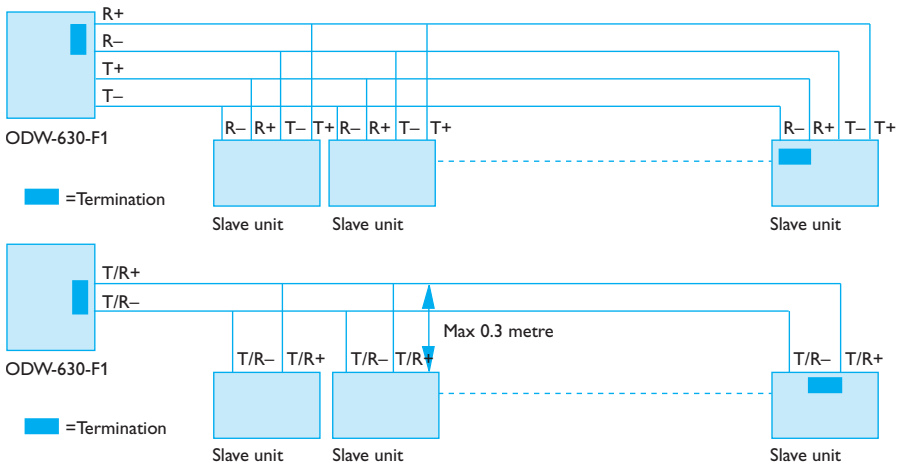 R+
R–
T+
T–
ODW-630-F1
R– R+ T– T+ R– R+ T– T+ R– R+ T– T+
=Termination
Slave unit Slave unit Slave unit
T/R+
T/R–
Max 0.3 metre
ODW-630-F1
T/R– T/R+ T/R– T/R+ T/R– T/R+
=Termination
Slave unit Slave unit Slave unit